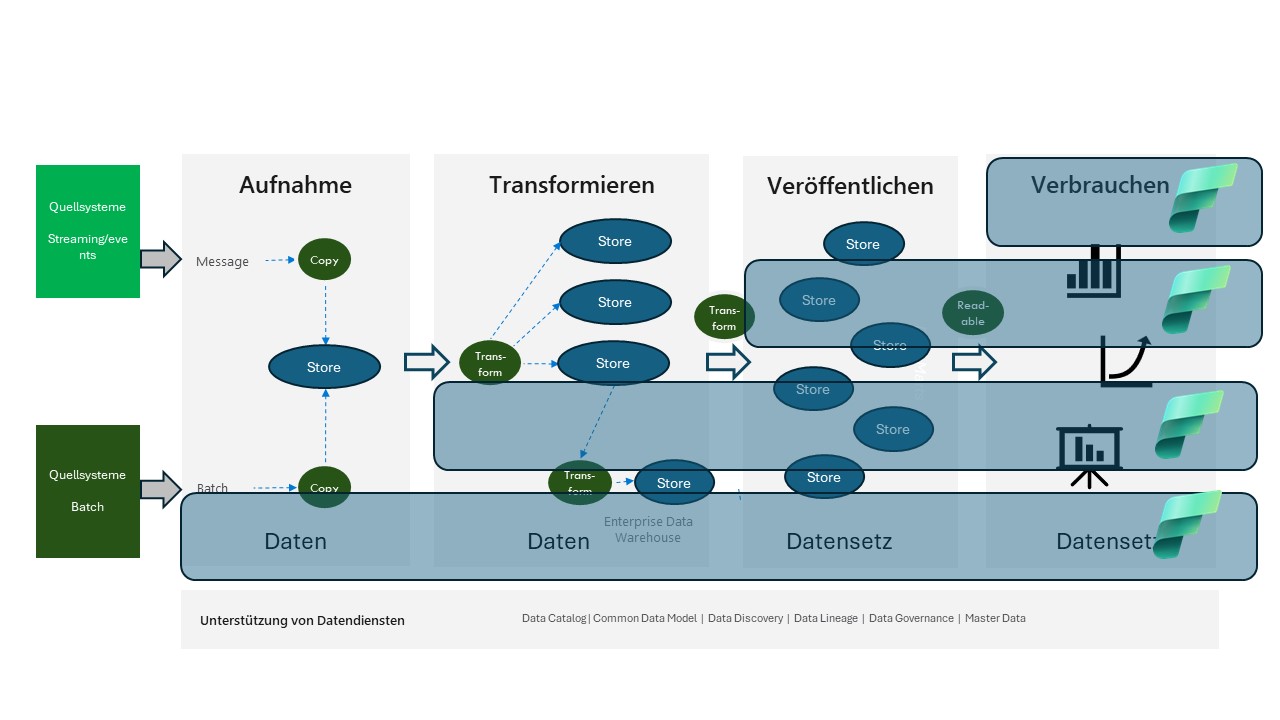 Quellsysteme
Streaming/eve
nts
Quellsysteme
Batch
Aufnahme
Message
Copy
Store
Batch
Copy
Daten
Transformieren
Store
Store
Store
Trans-
form
Trans-
form
Store
Enterprise Data
Warehouse
Daten
Trans-
form
Veröffentlichen
Store
Store
Store
Store
Store
Store
Datensetz
Read-
able
Verbrauchen
Datensetz
Unterstützung von Datendiensten
Data Catalog| Common Data Model | Data Discovery | Data Lineage | Data Governance | Master Data